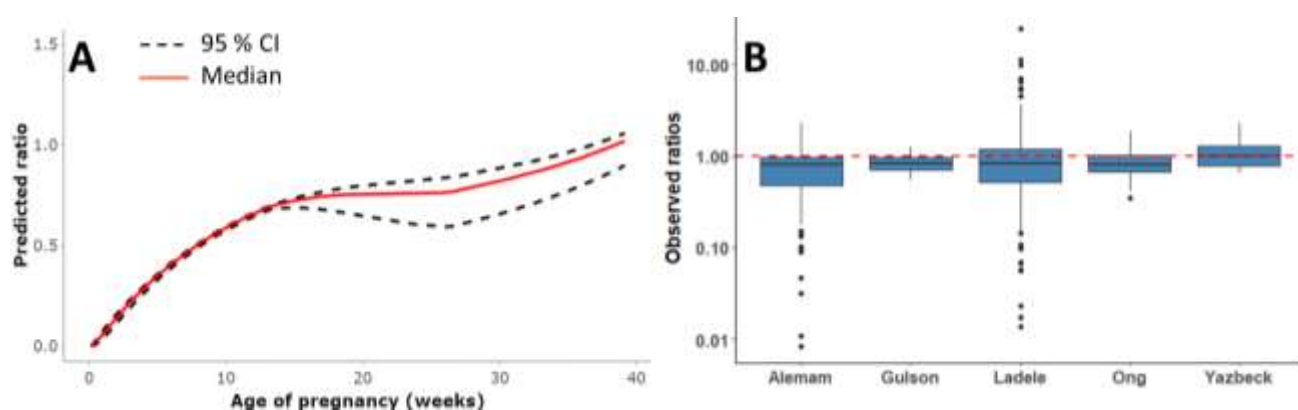 A
95 % CI
Median
Predicted ratio
1.5
1.0
0.5
0.0
0 10 20 30 40
Age of pregnancy (weeks)
B
Observed ratios
10.00
1.00
0.10
0.01
Alemam Gulson Ladele Ong Yazbeck